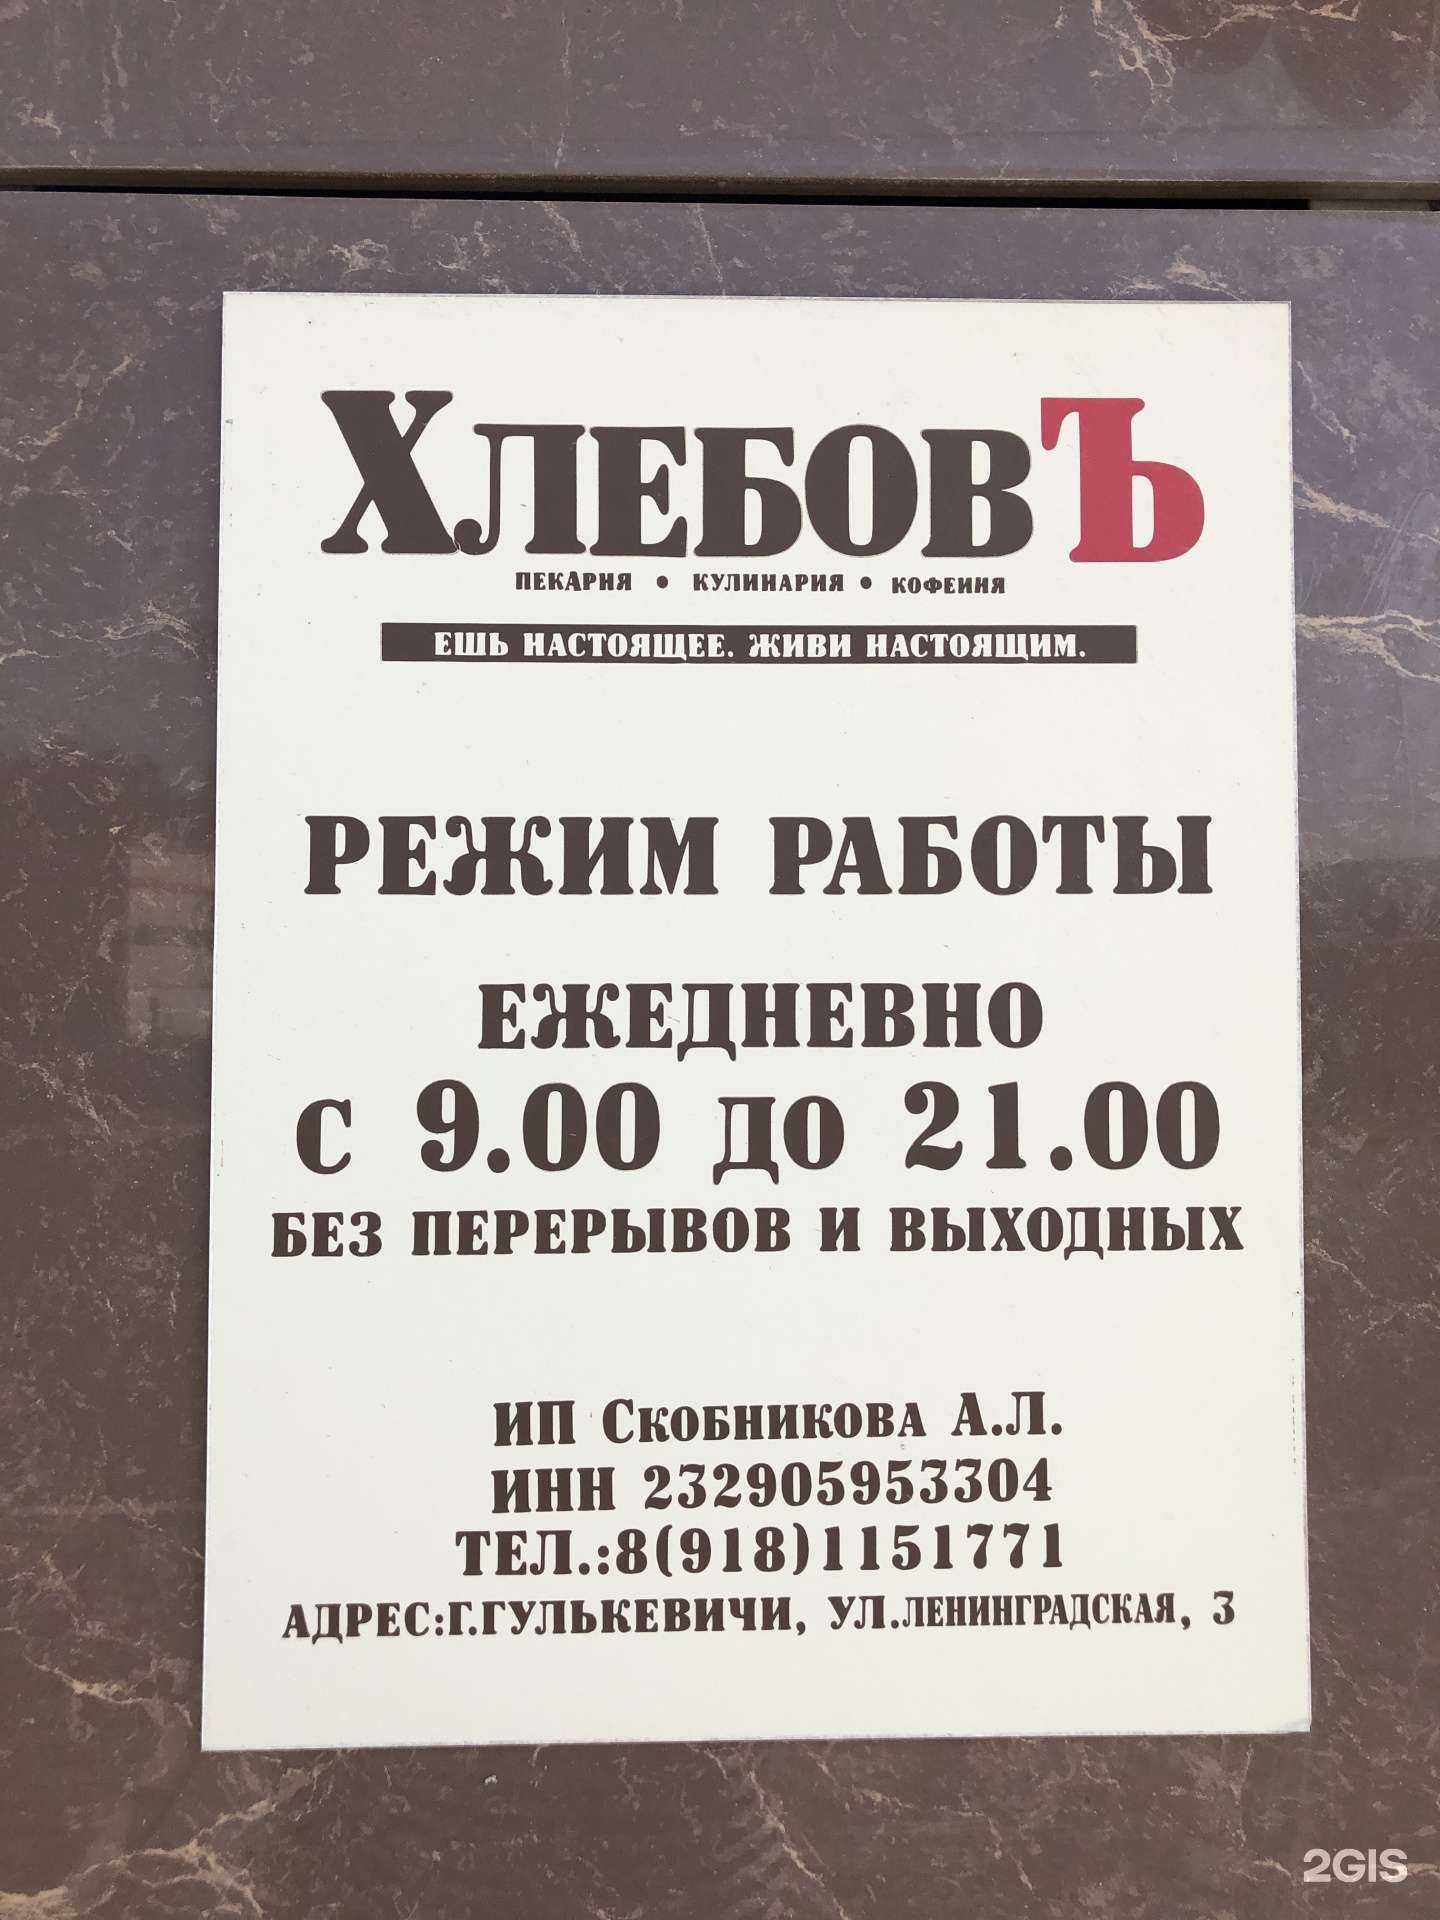 ХЛЕБОВЪ
ПЕКАРНЯ • КУЛИНАРИЯ • КОФЕЙНЯ
ЕШЬ НАСТОЯЩЕЕ. ЖИВИ НАСТОЯЩИМ.
РЕЖИМ РАБОТЫ
ЕЖЕДНЕВНО
С 9.00 ДО 21.00
БЕЗ ПЕРЕРЫВОВ И ВЫХОДНЫХ
ИП СКОБНИКОВА А.Л.
ИНН 232905953304
ТЕЛ.:8(918)1151771
АДРЕС:Г.ГУЛЬКЕВИЧИ, УЛ.ЛЕНИНГРАДСКАЯ, 3
2GIS